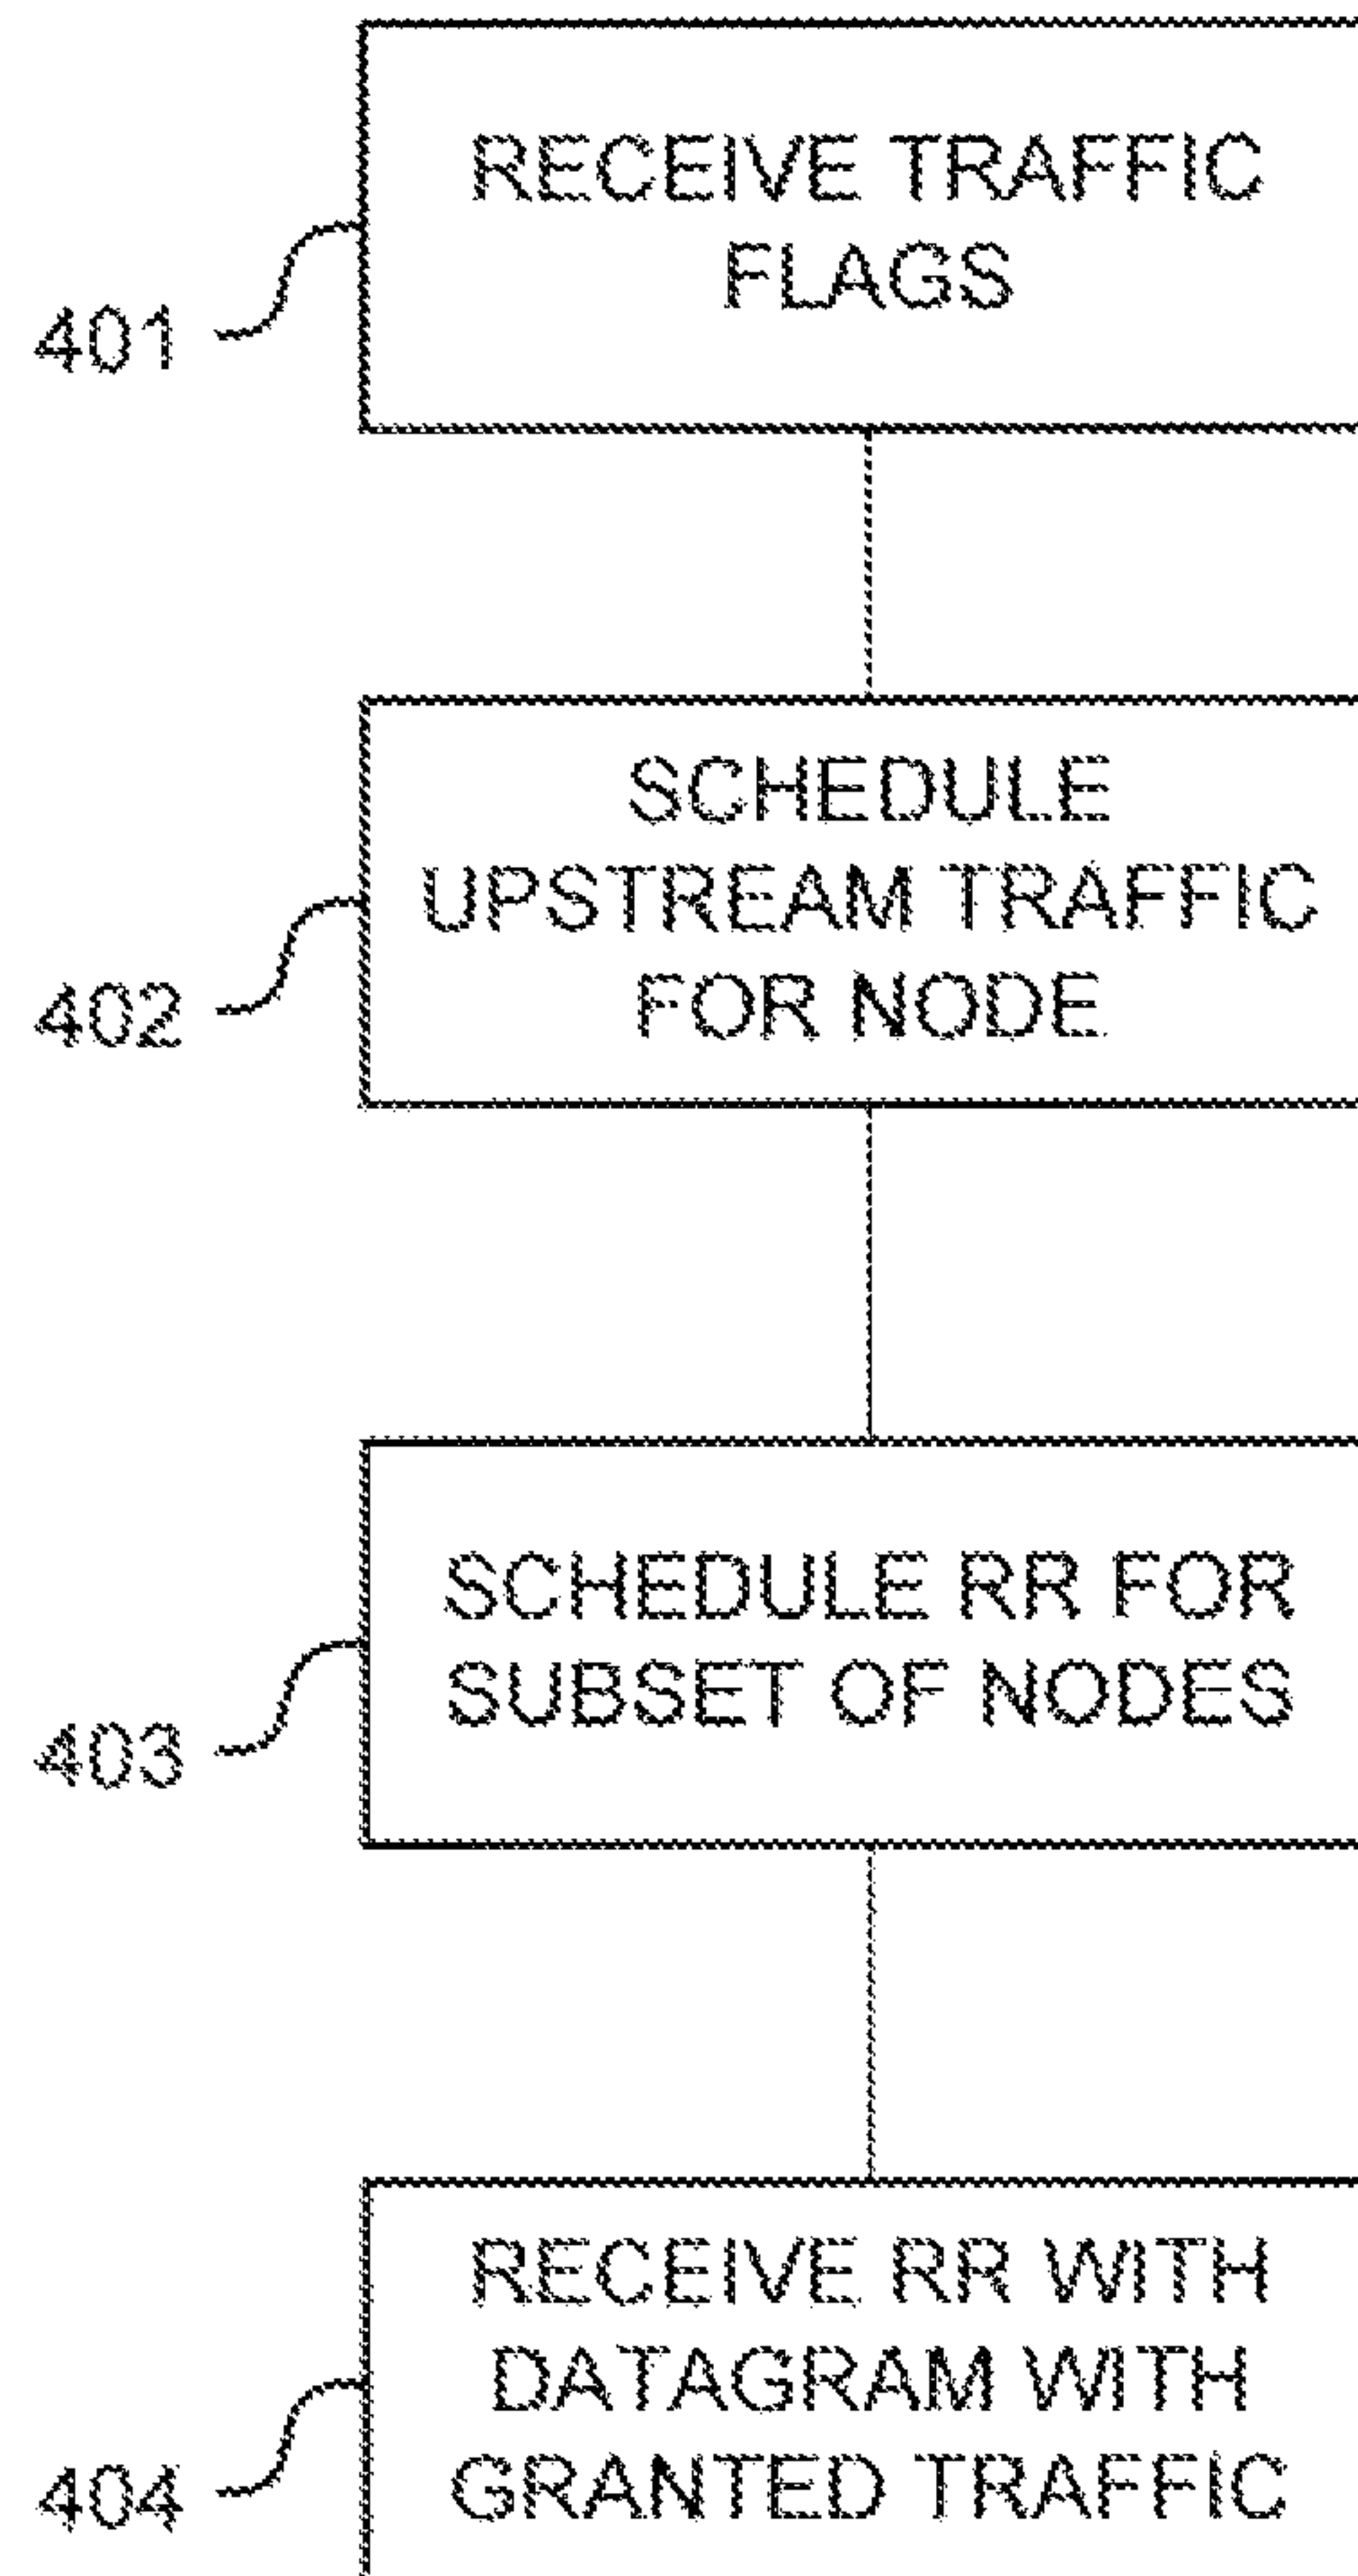 RECEIVE TRAFFIC
FLAGS
401
SCHEDULE
UPSTREAM TRAFFIC
FOR NODE
402
SCHEDULE RR FOR
SUBSET OF NODES
403
RECEIVE RR WITH
DATAGRAM WITH
GRANTED TRAFFIC
404